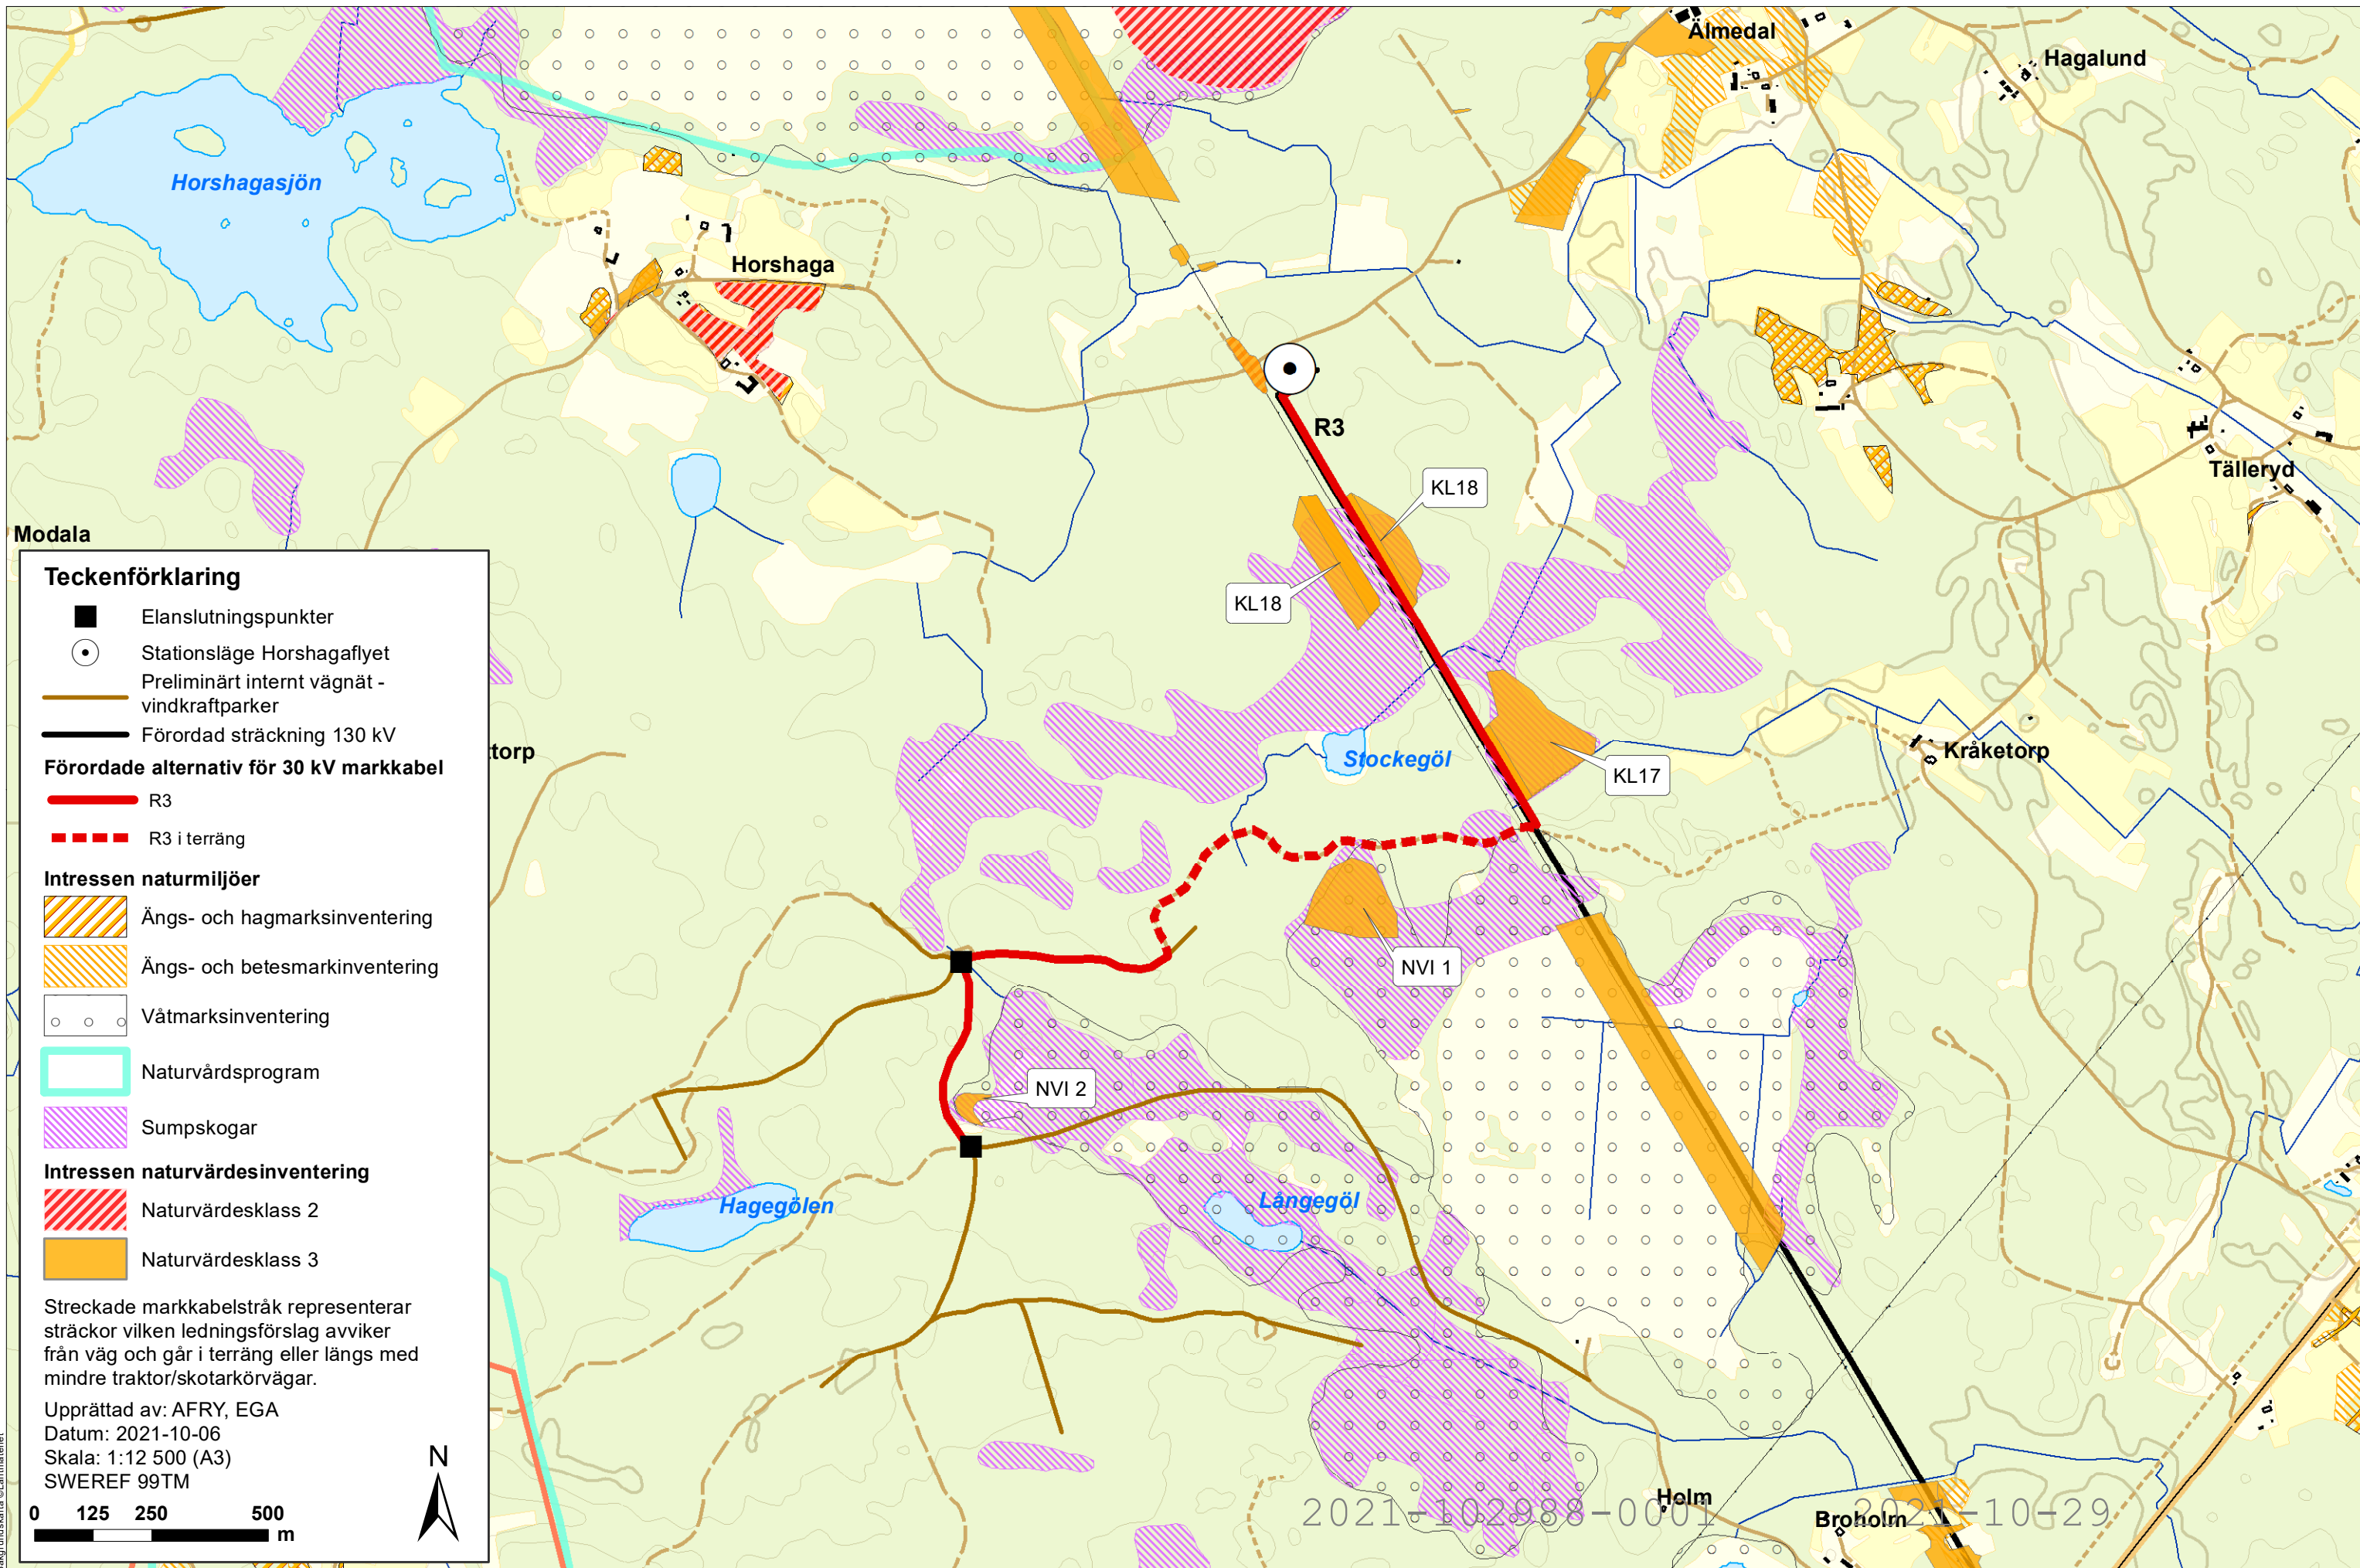 Älmedal
Hagalund
Horshagasjön
Horshaga
R3
KL18
Tälleryd
Modala
KL18
Stockegöl
KL17
Kråketorp
torp
NVI 1
NVI 2
Hagegölen
Långegöl
Holm
Broholm
2021-102988-0001
2021-10-29
Teckenförklaring
Elanslutningspunkter
Stationsläge Horshagaflyet
Preliminärt internt vägnät -
vindkraftparker
Förordad sträckning 130 kV
Förordade alternativ för 30 kV markkabel
R3
R3 i terräng
Intressen naturmiljöer
Ängs- och hagmarksinventering
Ängs- och betesmarkinventering
Våtmarksinventering
Naturvårdsprogram
Sumpskogar
Intressen naturvärdesinventering
Naturvärdesklass 2
Naturvärdesklass 3
Streckade markkabelstråk representerar
sträckor vilken ledningsförslag avviker
från väg och går i terräng eller längs med
mindre traktor/skotarkörvägar.
Upprättad av: AFRY, EGA
Datum: 2021-10-06
Skala: 1:12 500 (A3)
SWEREF 99TM
N
0 125 250 500
m